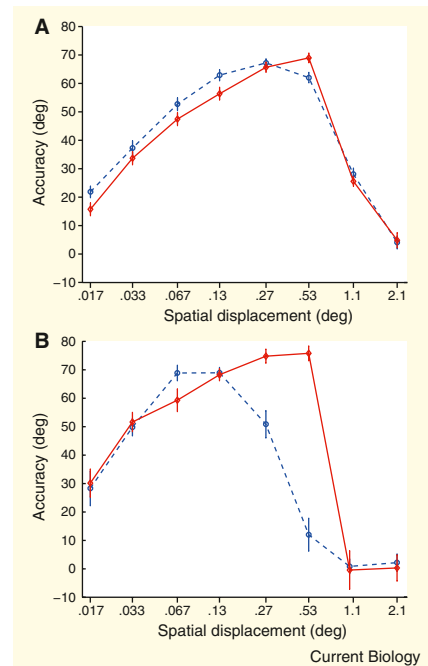 A
80
70
60
50
40
30
20
10
0
−10
Accuracy (deg)
.017 .033 .067 .13 .27 .53 1.1 2.1
Spatial displacement (deg)
B
80
70
60
50
40
30
20
10
0
−10
Accuracy (deg)
.017 .033 .067 .13 .27 .53 1.1 2.1
Spatial displacement (deg)
Current Biology